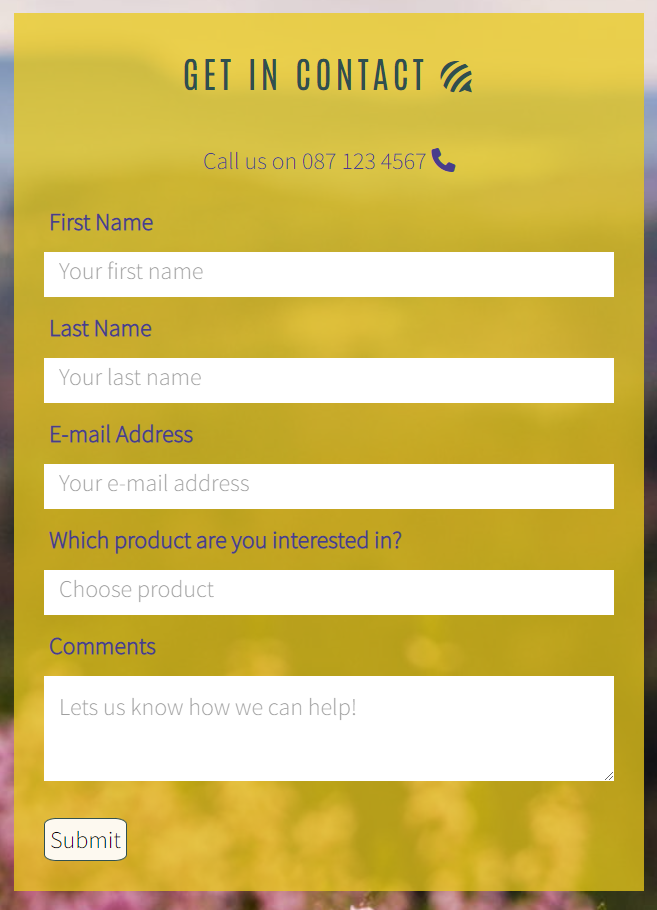 GET IN CONTACT
Call us on 087 123 4567
First Name
Your first name
Last Name
Your last name
E-mail Address
Your e-mail address
Which product are you interested in?
Choose product
Comments
Lets us know how we can help!
Submit